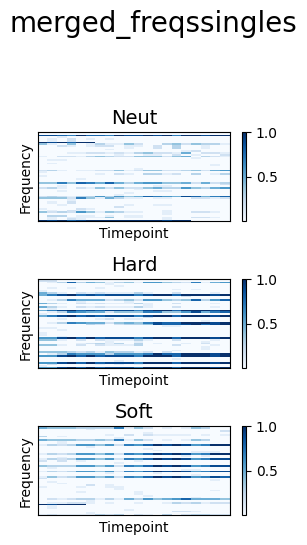 merged_freqssingles
Neut
Frequency
1.0
0.5
Timepoint
Hard
Frequency
1.0
0.5
Timepoint
Soft
Frequency
1.0
0.5
Timepoint